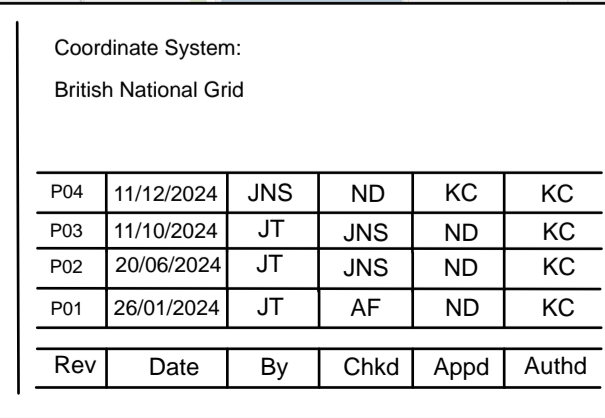 Coordinate System:
British National Grid
P04 11/12/2024 JNS ND KC KC
P03 11/10/2024 JT JNS ND KC
P02 20/06/2024 JT JNS ND KC
P01 26/01/2024 JT AF ND KC
Rev Date By Chkd Appd Authd